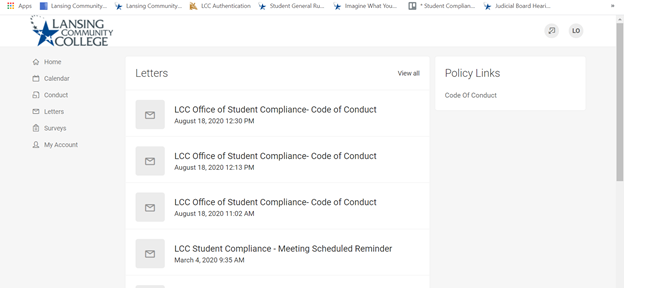 Apps Lansing Community... Lansing Community... LCC Authentication Student General Ru... Imagine What You... * Student Complian... Judicial Board Heari... »
LANSING
COMMUNITY
COLLEGE
LO
Home
Calendar
Conduct
Letters
Surveys
My Account
Letters View all
LCC Office of Student Compliance- Code of Conduct
August 18, 2020 12:30 PM
LCC Office of Student Compliance- Code of Conduct
August 18, 2020 12:13 PM
LCC Office of Student Compliance- Code of Conduct
August 18, 2020 11:02 AM
LCC Student Compliance - Meeting Scheduled Reminder
March 4, 2020 9:35 AM
Policy Links
Code Of Conduct